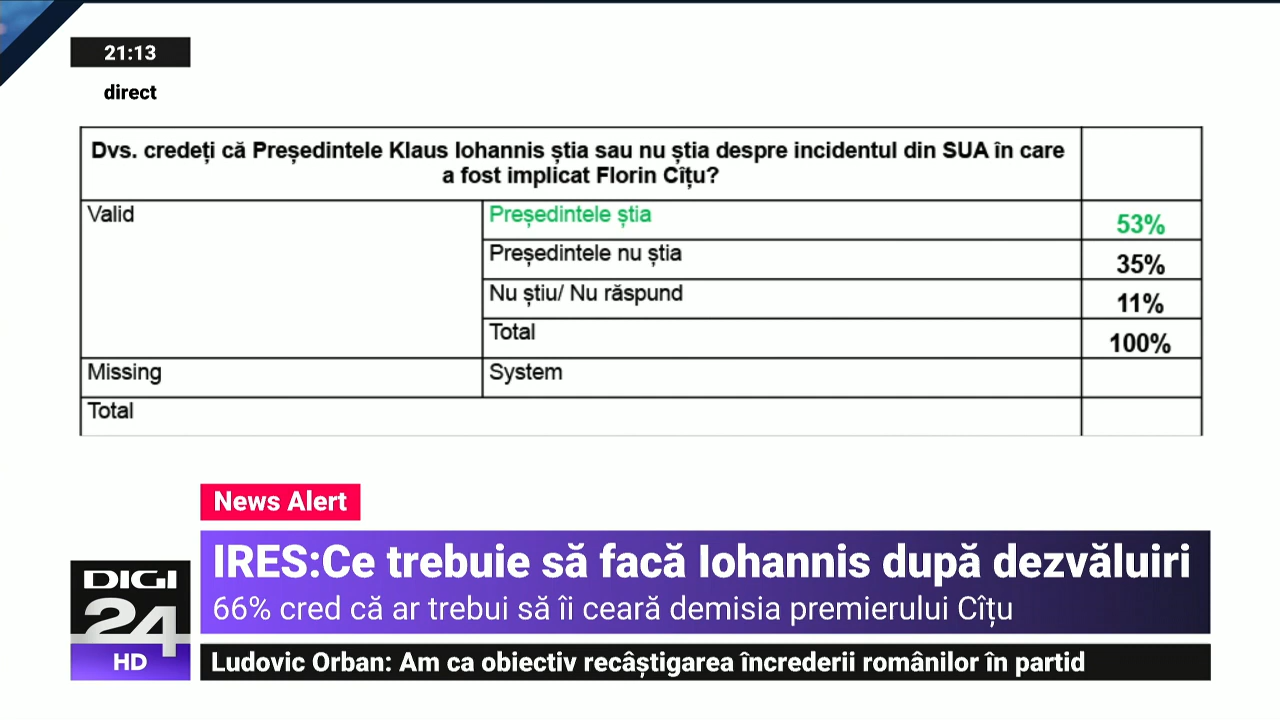 21:13
direct
Dvs. credeți că Președintele Klaus Iohannis știa sau nu știa despre incidentul din SUA în care
a fost implicat Florin Cîțu?
Valid
Președintele știa
53%
Președintele nu știa
35%
Nu știu/ Nu răspund
11%
Total
100%
Missing
System
Total
News Alert
IRES:Ce trebuie să facă Iohannis după dezvăluiri
66% cred că ar trebui să îi ceară demisia premierului Cîțu
DIGI
24
HD
Ludovic Orban: Am ca obiectiv recâștigarea încrederii românilor în partid